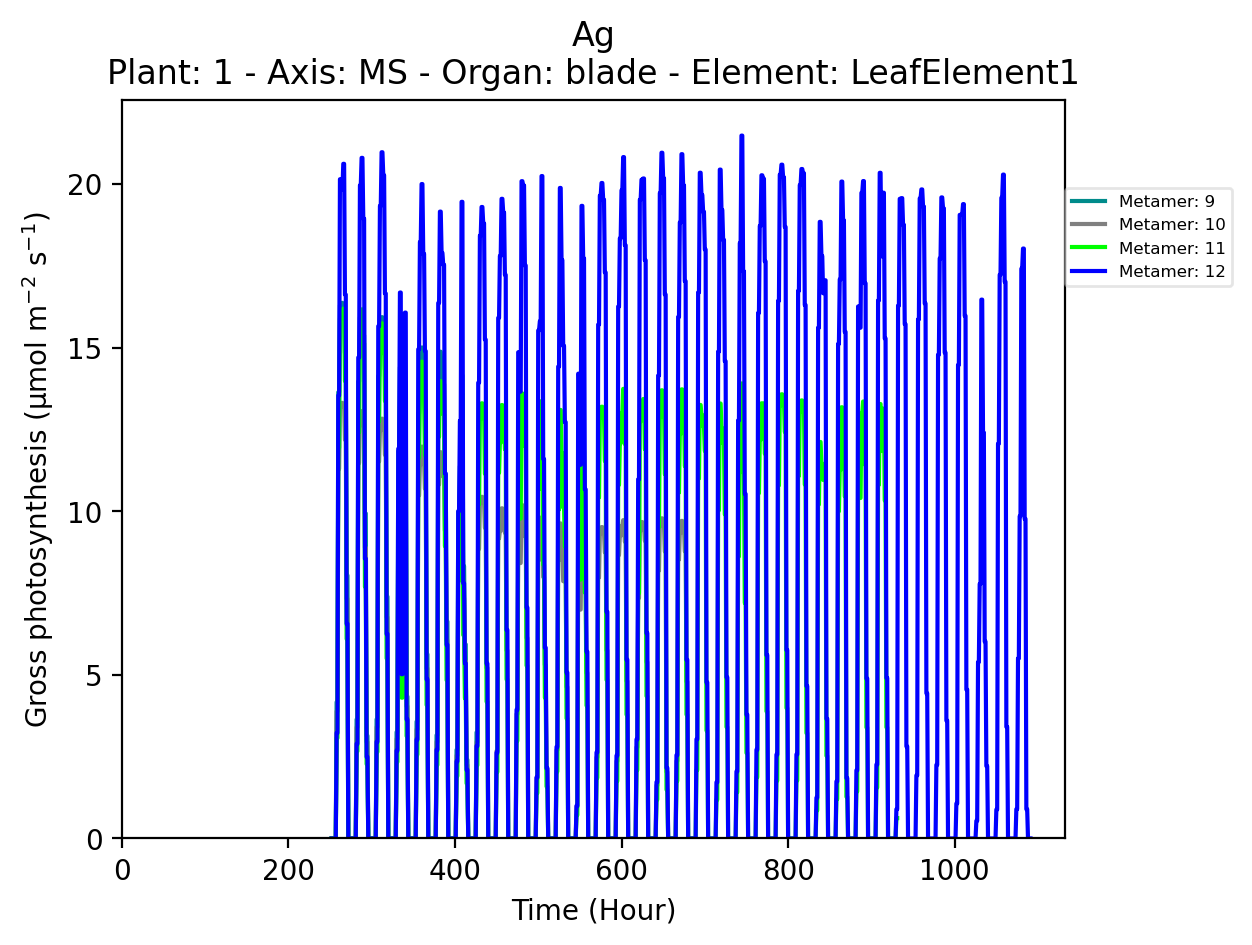 Ag
Plant: 1 - Axis: MS - Organ: blade - Element: LeafElement1
Gross photosynthesis (μmol m⁻² s⁻¹)
20
15
10
5
0
0 200 400 600 800 1000
Time (Hour)
Metamer: 9
Metamer: 10
Metamer: 11
Metamer: 12